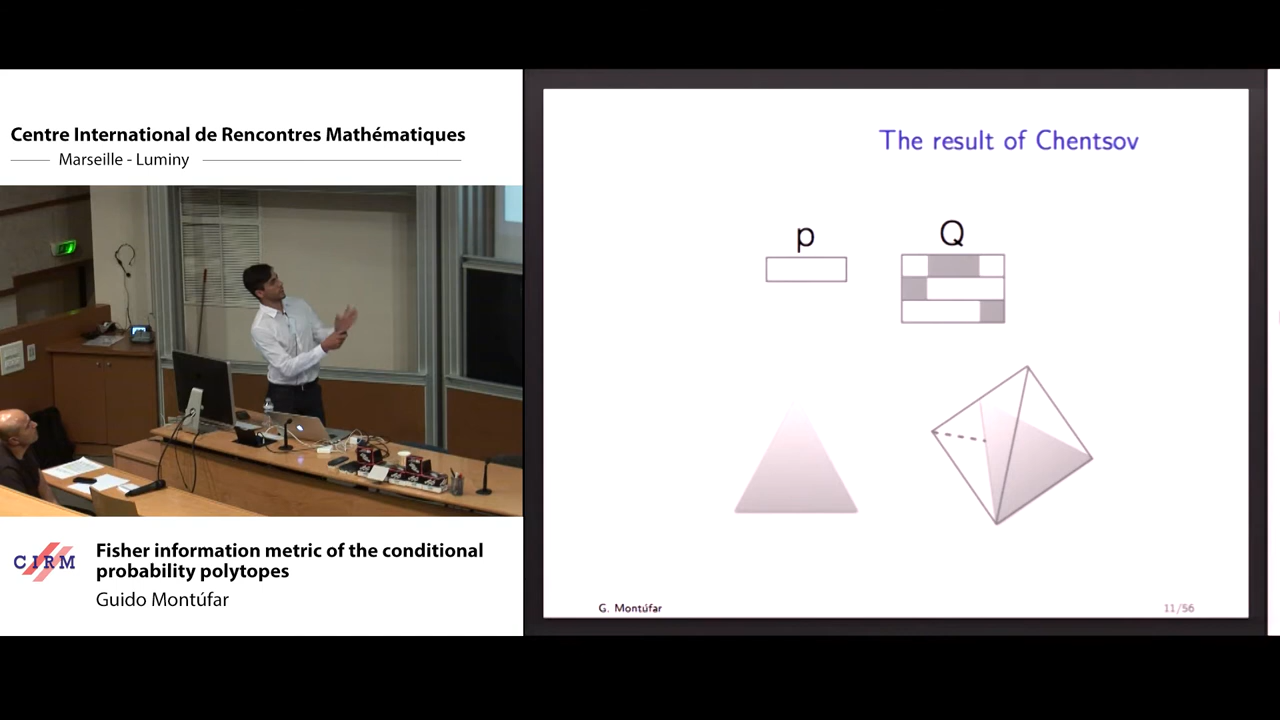 Centre International de Rencontres Mathématiques
Marseille - Luminy
CIRM
Fisher information metric of the conditional
probability polytopes
Guido Montúfar
The result of Chentsov
p
Q
G. Montúfar
11/56